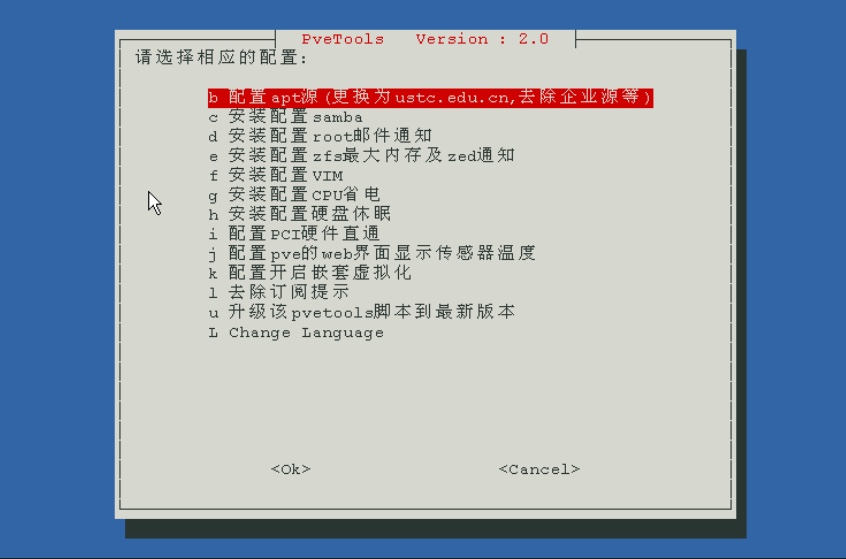 PveTools Version : 2.0
请选择相应的配置:
b 配置apt源(更换为ustc.edu.cn,去除企业源等)
c 安装配置samba
d 安装配置root邮件通知
e 安装配置zfs最大内存及zed通知
f 安装配置VIM
g 安装配置CPU省电
h 安装配置硬盘休眠
i 配置PCI硬件直通
j 配置pve的web界面显示传感器温度
k 配置开启嵌套虚拟化
l 去除订阅提示
u 升级该pvetools脚本到最新版本
L Change Language
<Ok> <Cancel>